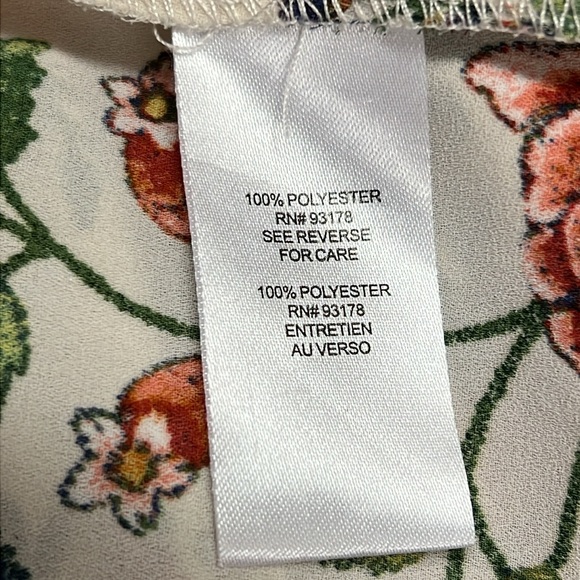 100% POLYESTER
RN# 93178
SEE REVERSE
FOR CARE
100% POLYESTER
RN# 93178
ENTRETIEN
AU VERSO